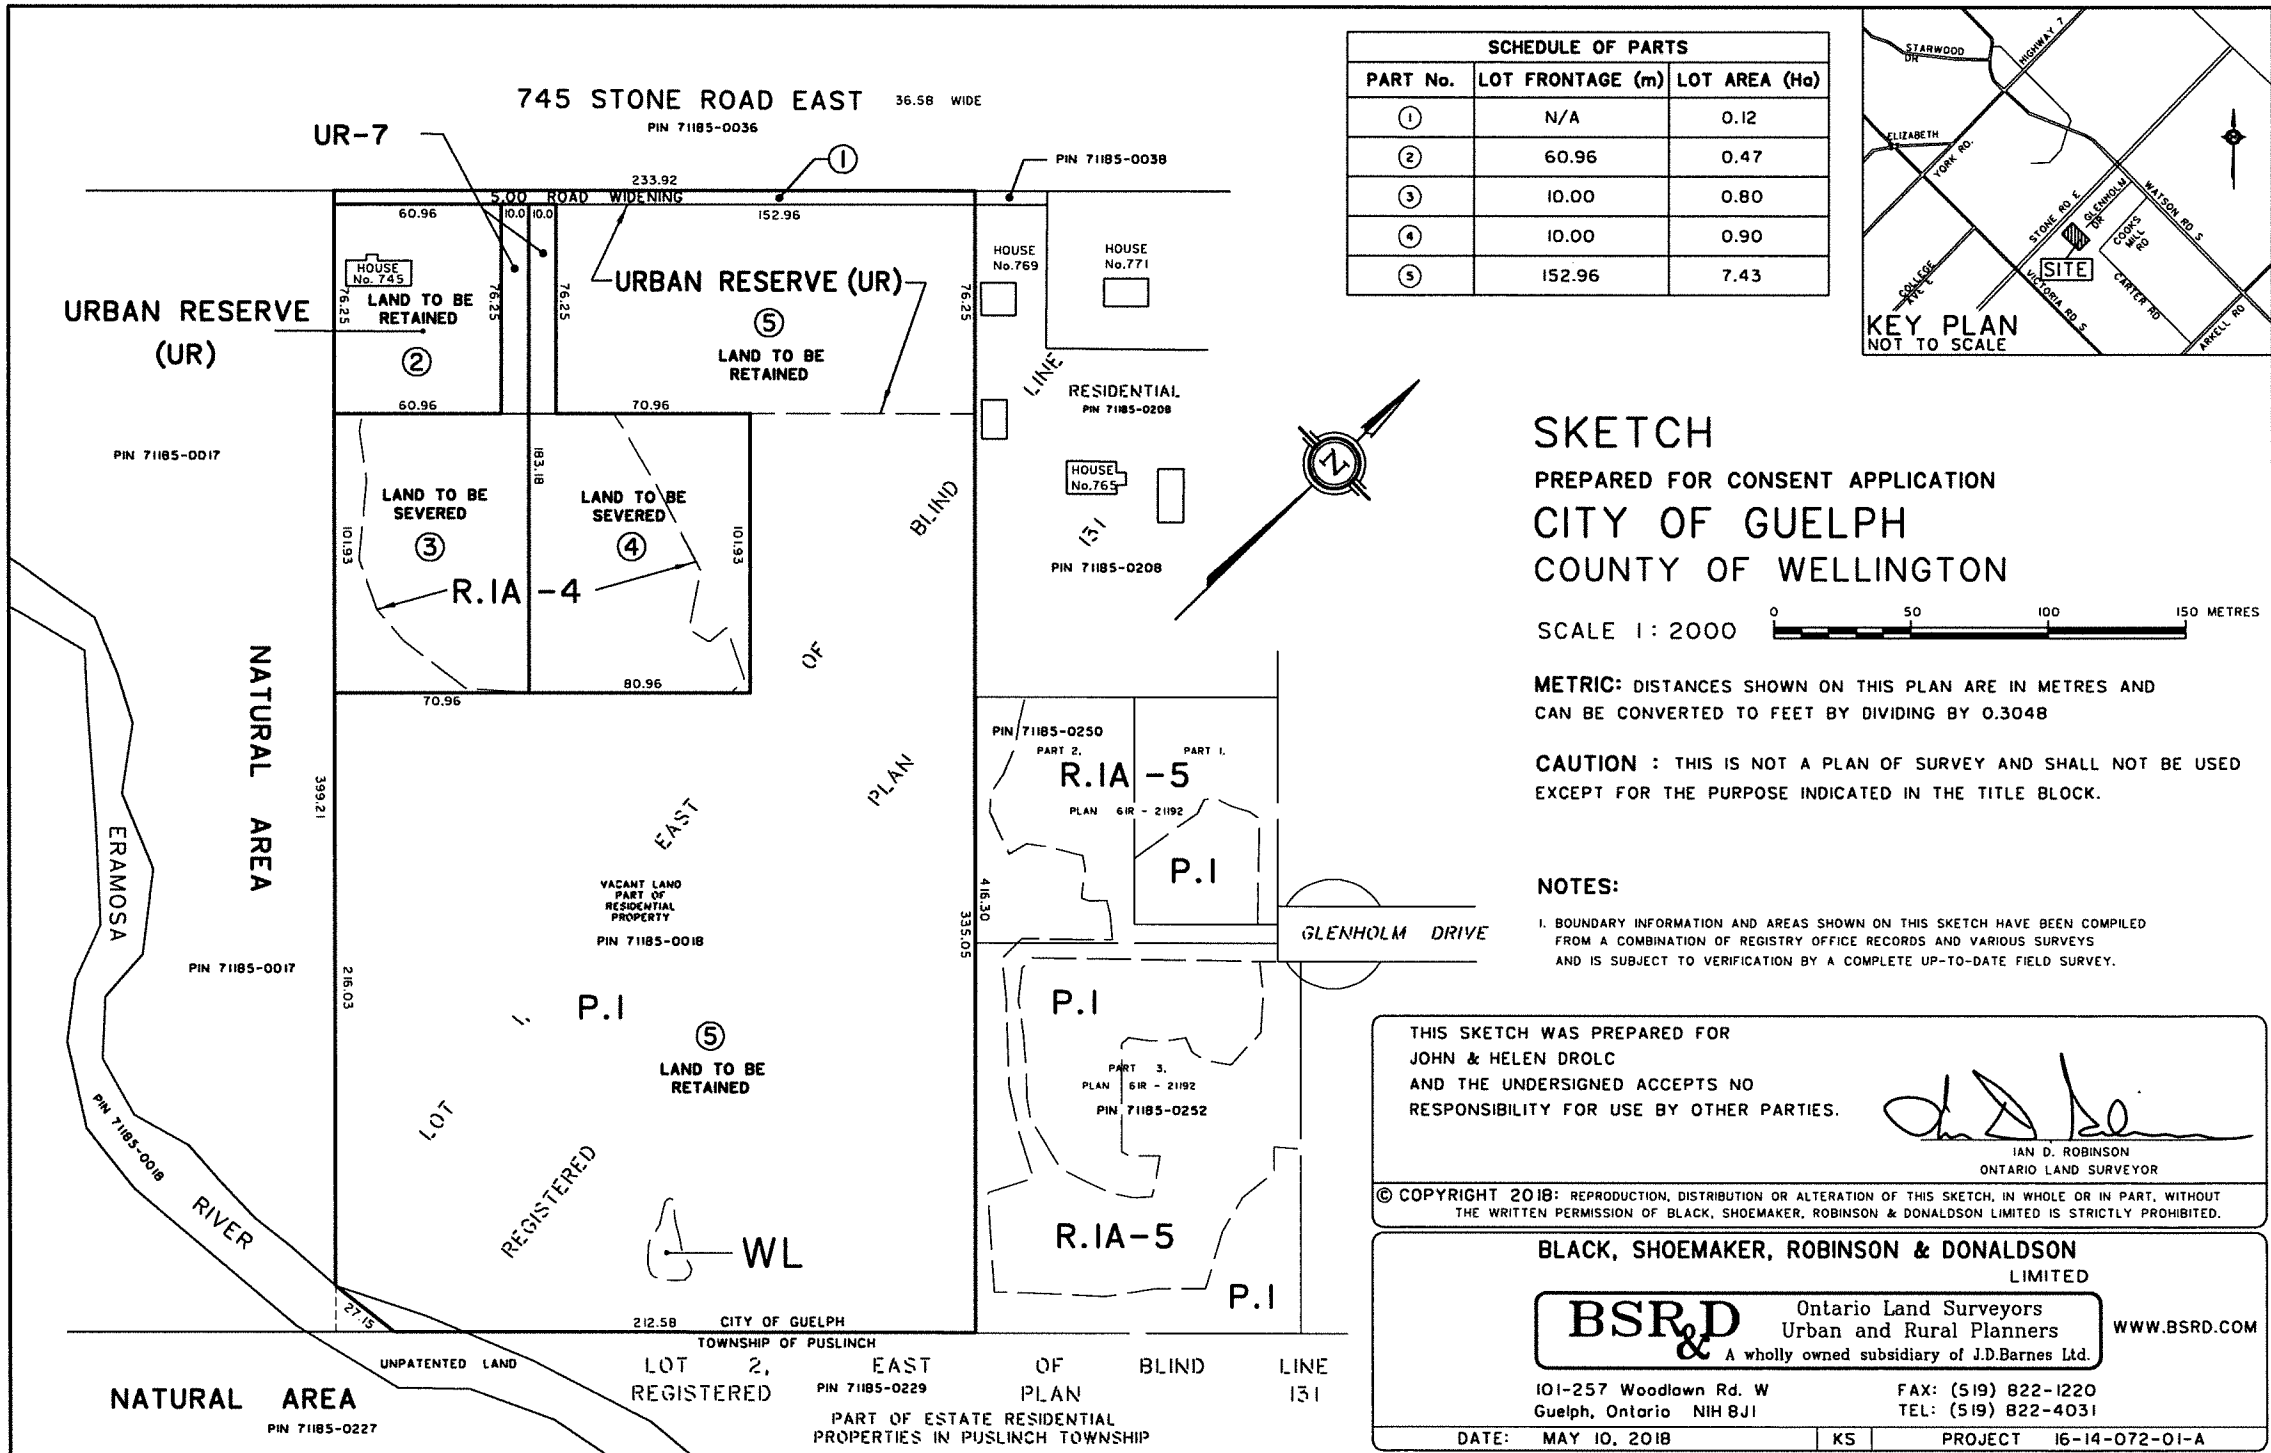 745 STONE ROAD EAST 36.58 WIDE
PIN 71185-0036
UR-7
1
PIN 71185-0038
233.92
5.00 ROAD WIDENING
60.96 10.0 10.0 152.96
HOUSE
No. 745
76.25
76.25
76.25
76.25
LAND TO BE
RETAINED
2
URBAN RESERVE
(UR)
URBAN RESERVE (UR)
5
LAND TO BE
RETAINED
HOUSE
No.769
HOUSE
No.771
60.96
70.96
PIN 71185-0017
183.18
LAND TO BE
SEVERED
3
LAND TO BE
SEVERED
4
101.93
101.93
R.1A-4
70.96
80.96
RESIDENTIAL
PIN 71185-0208
HOUSE
No.765
PIN 71185-0208
LOT 1, EAST OF BLIND LINE
REGISTERED PLAN 131
NATURAL AREA
399.21
ERAMOSA
RIVER
PIN 71185-0017
216.03
PIN 71185-0018
VACANT LAND
PART OF
RESIDENTIAL
PROPERTY
PIN 71185-0018
P.1
5
LAND TO BE
RETAINED
WL
416.30
335.05
PIN 71185-0250
PART 2,
PART 1,
R.1A-5
PLAN 61R - 21192
P.1
GLENHOLM DRIVE
P.1
PART 3,
PLAN 61R - 21192
PIN 71185-0252
R.1A-5
P.1
27.15
212.58 CITY OF GUELPH
TOWNSHIP OF PUSLINCH
UNPATENTED LAND
NATURAL AREA
PIN 71185-0227
LOT 2, EAST OF BLIND LINE
REGISTERED PIN 71185-0229 PLAN 131
PART OF ESTATE RESIDENTIAL
PROPERTIES IN PUSLINCH TOWNSHIP
SCHEDULE OF PARTS
PART No. LOT FRONTAGE (m) LOT AREA (Ha)
1 N/A 0.12
2 60.96 0.47
3 10.00 0.80
4 10.00 0.90
5 152.96 7.43
STARWOOD
DR
HIGHWAY 7
ELIZABETH
YORK RD.
STONE RD E
GLENHOLM
DR
WATSON RD S
COOKS
MILL
RD
SITE
COLLEGE
AVE E
VICTORIA RD S
CARTER RD
ARKELL RD
KEY PLAN
NOT TO SCALE
N
SKETCH
PREPARED FOR CONSENT APPLICATION
CITY OF GUELPH
COUNTY OF WELLINGTON
SCALE 1 : 2000
0 50 100 150 METRES
METRIC: DISTANCES SHOWN ON THIS PLAN ARE IN METRES AND
CAN BE CONVERTED TO FEET BY DIVIDING BY 0.3048
CAUTION : THIS IS NOT A PLAN OF SURVEY AND SHALL NOT BE USED
EXCEPT FOR THE PURPOSE INDICATED IN THE TITLE BLOCK.
NOTES:
1. BOUNDARY INFORMATION AND AREAS SHOWN ON THIS SKETCH HAVE BEEN COMPILED
FROM A COMBINATION OF REGISTRY OFFICE RECORDS AND VARIOUS SURVEYS
AND IS SUBJECT TO VERIFICATION BY A COMPLETE UP-TO-DATE FIELD SURVEY.
THIS SKETCH WAS PREPARED FOR
JOHN & HELEN DROLC
AND THE UNDERSIGNED ACCEPTS NO
RESPONSIBILITY FOR USE BY OTHER PARTIES.
IAN D. ROBINSON
ONTARIO LAND SURVEYOR
© COPYRIGHT 2018: REPRODUCTION, DISTRIBUTION OR ALTERATION OF THIS SKETCH, IN WHOLE OR IN PART, WITHOUT
THE WRITTEN PERMISSION OF BLACK, SHOEMAKER, ROBINSON & DONALDSON LIMITED IS STRICTLY PROHIBITED.
BLACK, SHOEMAKER, ROBINSON & DONALDSON
LIMITED
BSR&D
Ontario Land Surveyors
Urban and Rural Planners
A wholly owned subsidiary of J.D.Barnes Ltd.
WWW.BSRD.COM
101-257 Woodlawn Rd. W FAX: (519) 822-1220
Guelph, Ontario N1H 8J1 TEL: (519) 822-4031
DATE: MAY 10, 2018 KS PROJECT 16-14-072-01-A